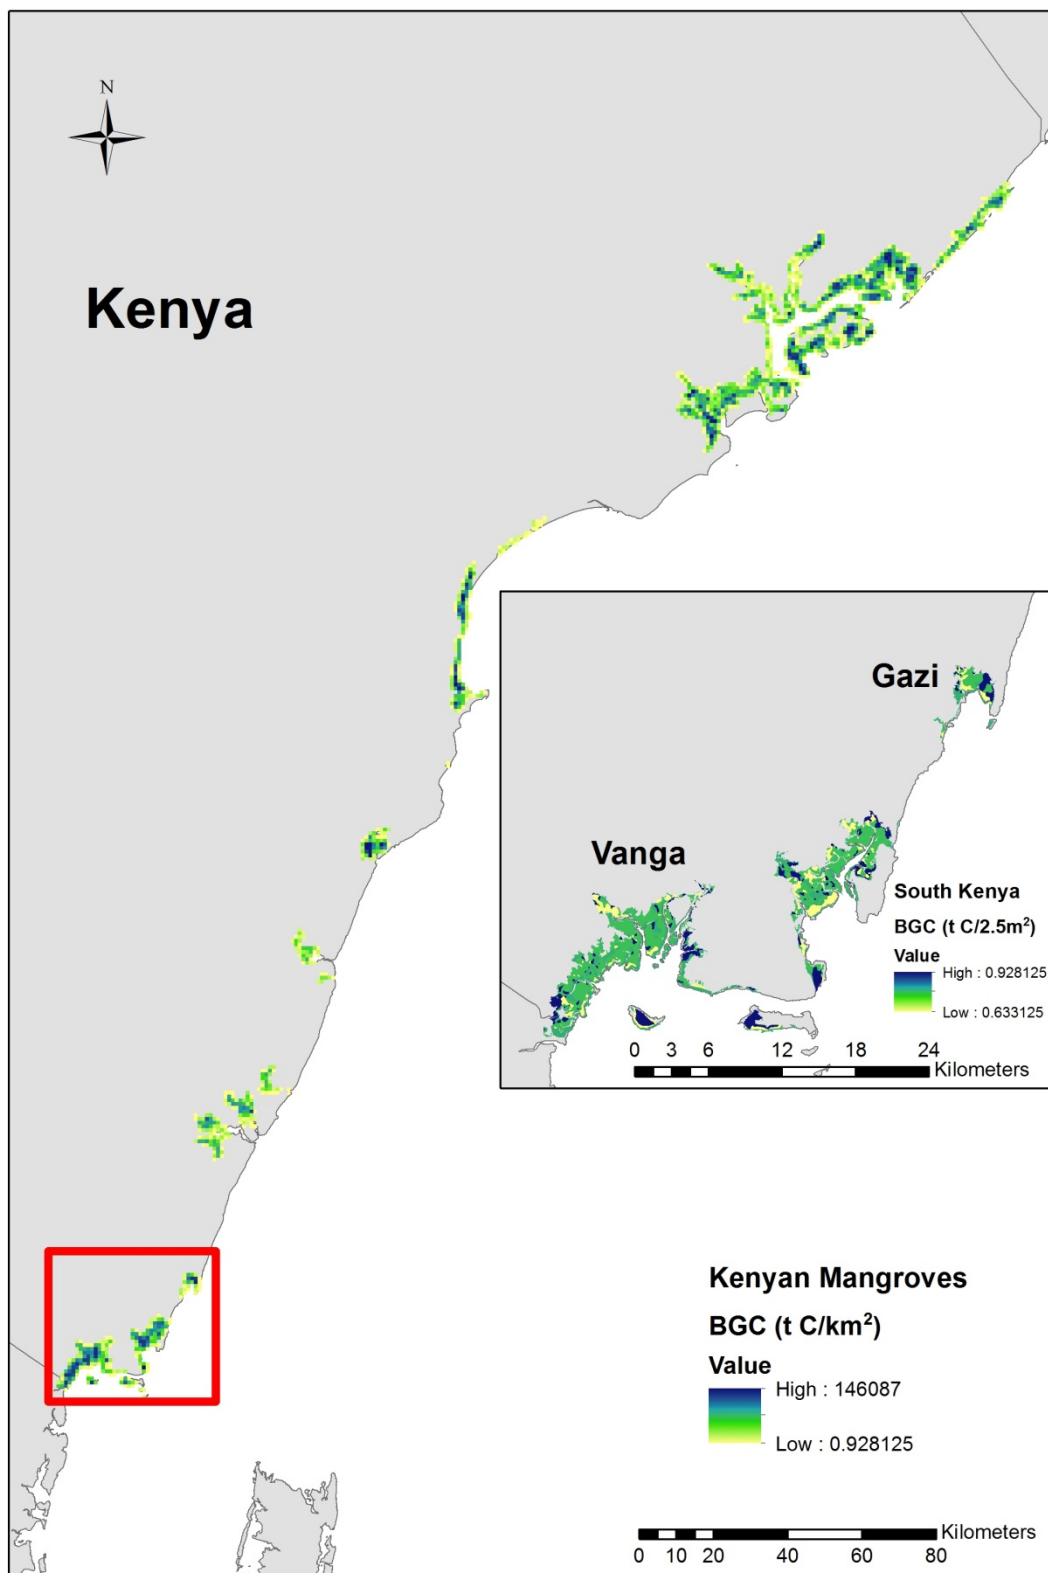 N
Kenya
Gazi
Vanga
South Kenya
BGC (t C/2.5m²)
Value
High : 0.928125
Low : 0.633125
0 3 6 12 18 24
Kilometers
Kenyan Mangroves
BGC (t C/km²)
Value
High : 146087
Low : 0.928125
Kilometers
0 10 20 40 60 80